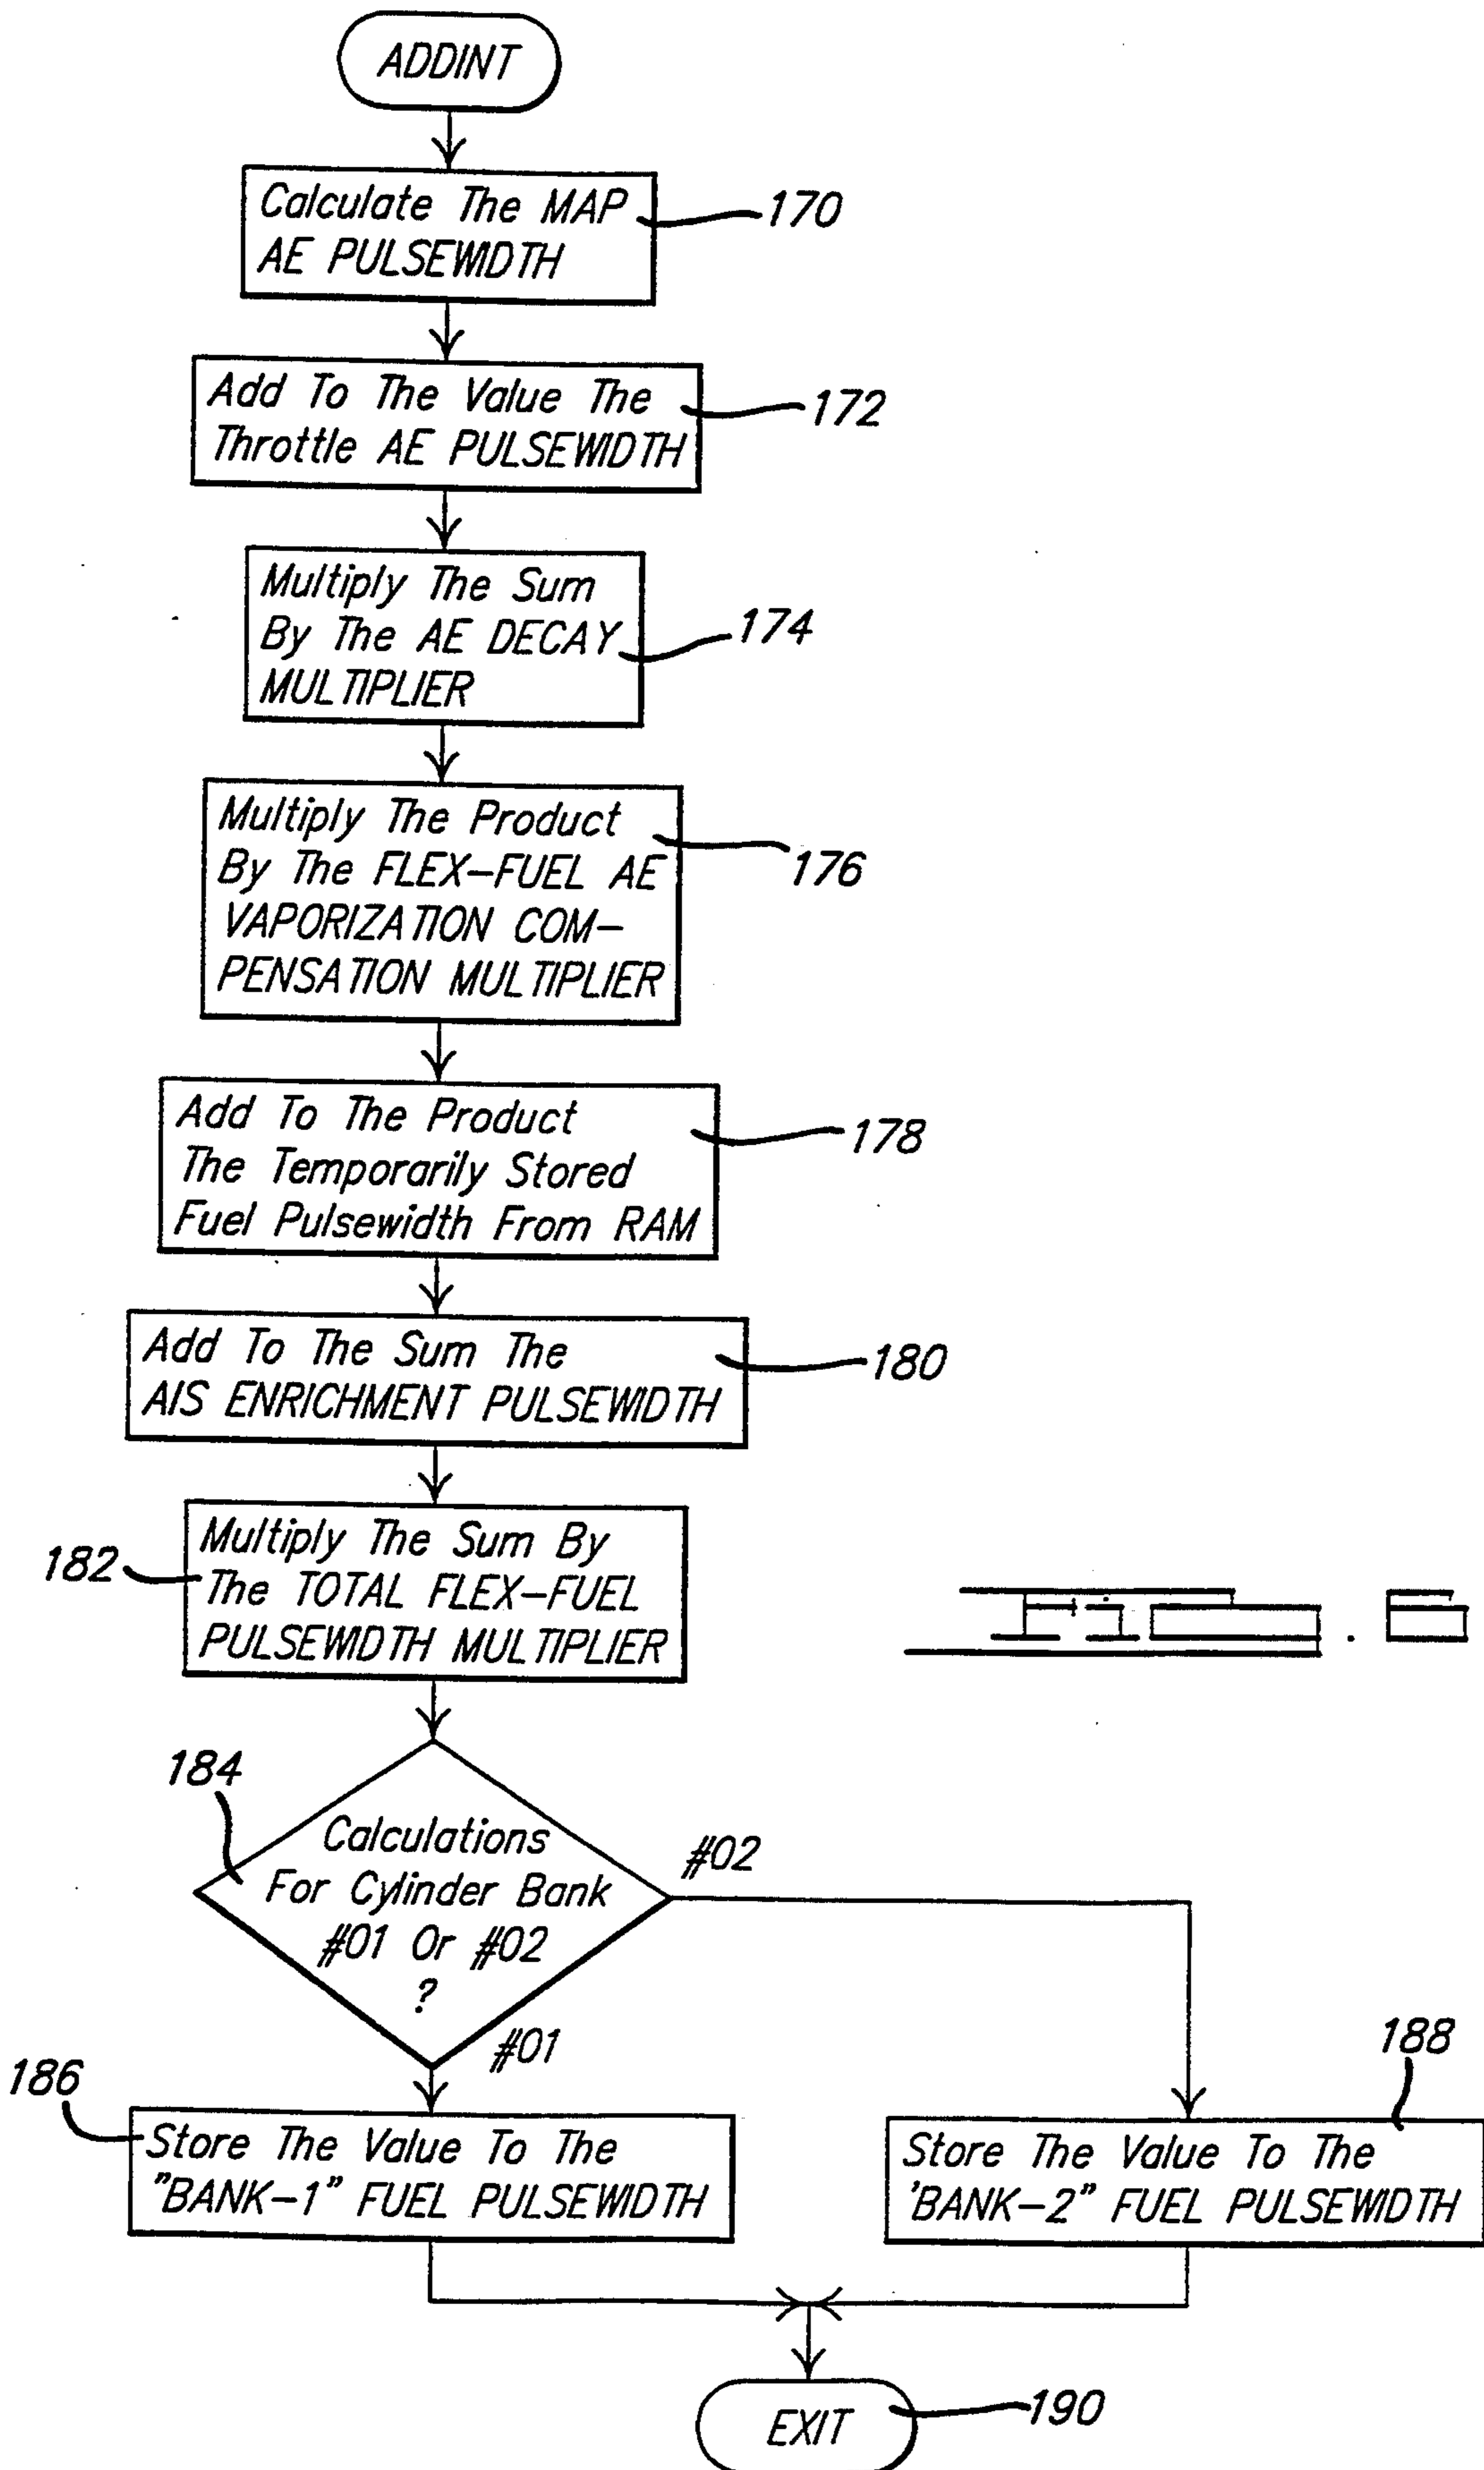 ADDINT
Calculate The MAP
AE PULSEWIDTH
170
Add To The Value The
Throttle AE PULSEWIDTH
172
Multiply The Sum
By The AE DECAY
MULTIPLIER
174
Multiply The Product
By The FLEX-FUEL AE
VAPORIZATION COM-
PENSATION MULTIPLIER
176
Add To The Product
The Temporarily Stored
Fuel Pulsewidth From RAM
178
Add To The Sum The
AIS ENRICHMENT PULSEWIDTH
180
Multiply The Sum By
The TOTAL FLEX-FUEL
PULSEWIDTH MULTIPLIER
182
184
Calculations
For Cylinder Bank
#01 Or #02
?
#02
#01
186
Store The Value To The
"BANK-1" FUEL PULSEWIDTH
188
Store The Value To The
'BANK-2" FUEL PULSEWIDTH
EXIT
190